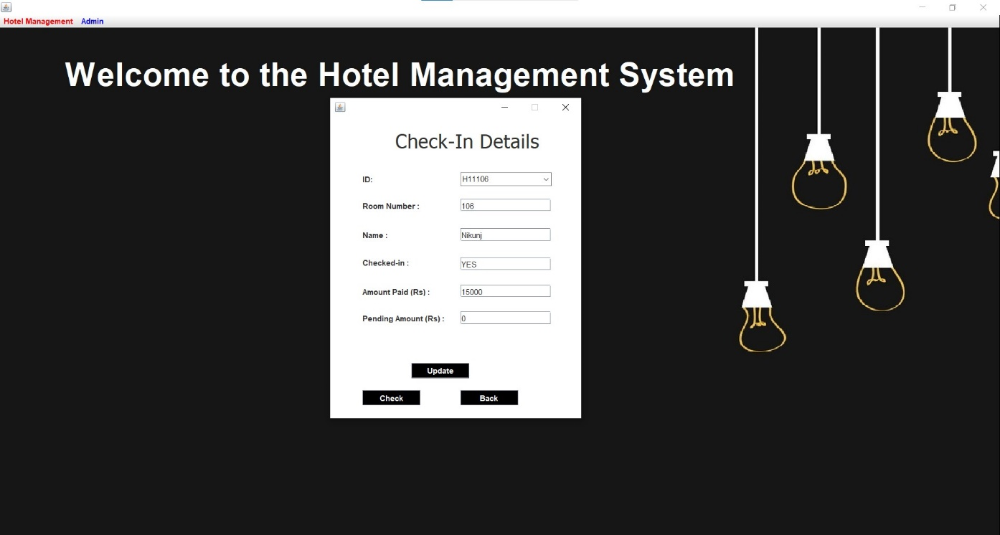 Hotel Management Admin
Welcome to the Hotel Management System
Check-In Details
ID: H11106
Room Number : 106
Name : Nikunj
Checked-in : YES
Amount Paid (Rs) : 15000
Pending Amount (Rs) : 0
Update
Check Back